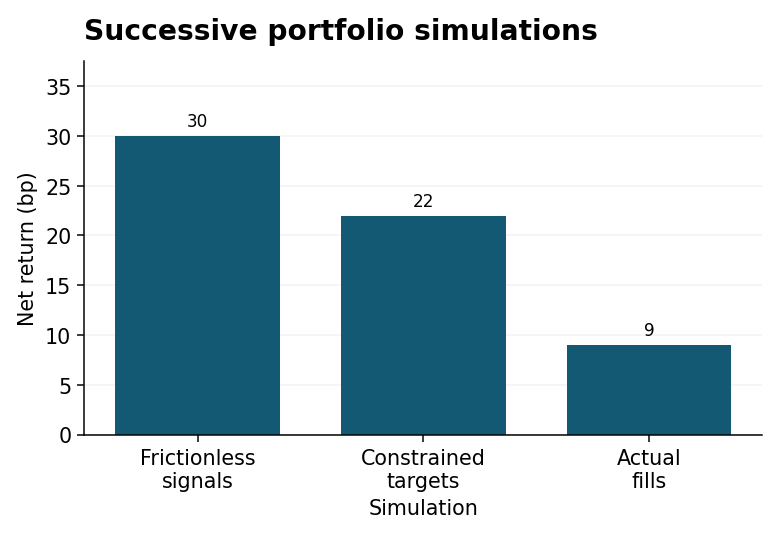 Successive portfolio simulations
Net return (bp)
35
30
25
20
15
10
5
0
30
22
9
Frictionless
signals
Constrained
targets
Actual
fills
Simulation